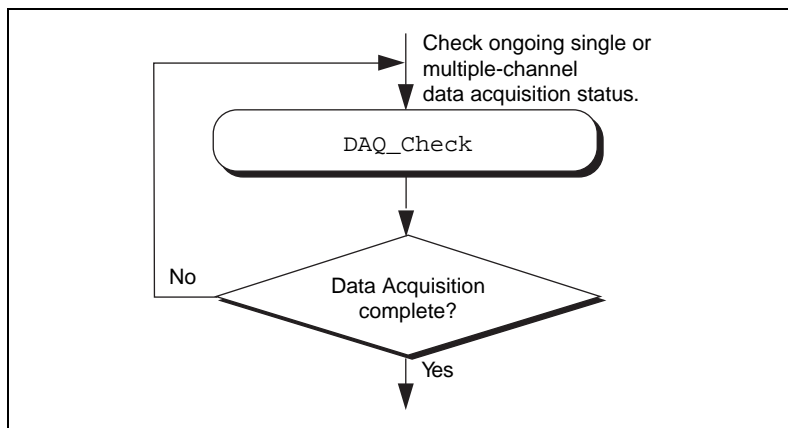 Check ongoing single or
multiple-channel
data acquisition status.
DAQ_Check
No
Data Acquisition
complete?
Yes